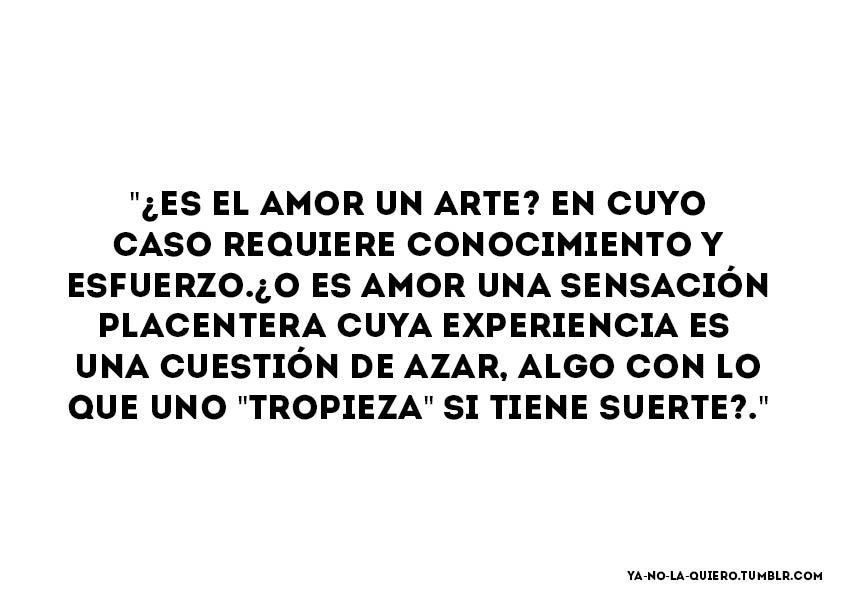 "¿ES EL AMOR UN ARTE? EN CUYO
CASO REQUIERE CONOCIMIENTO Y
ESFUERZO.¿O ES AMOR UNA SENSACIÓN
PLACENTERA CUYA EXPERIENCIA ES
UNA CUESTIÓN DE AZAR, ALGO CON LO
QUE UNO "TROPIEZA" SI TIENE SUERTE?."
YA-NO-LA-QUIERO.TUMBLR.COM